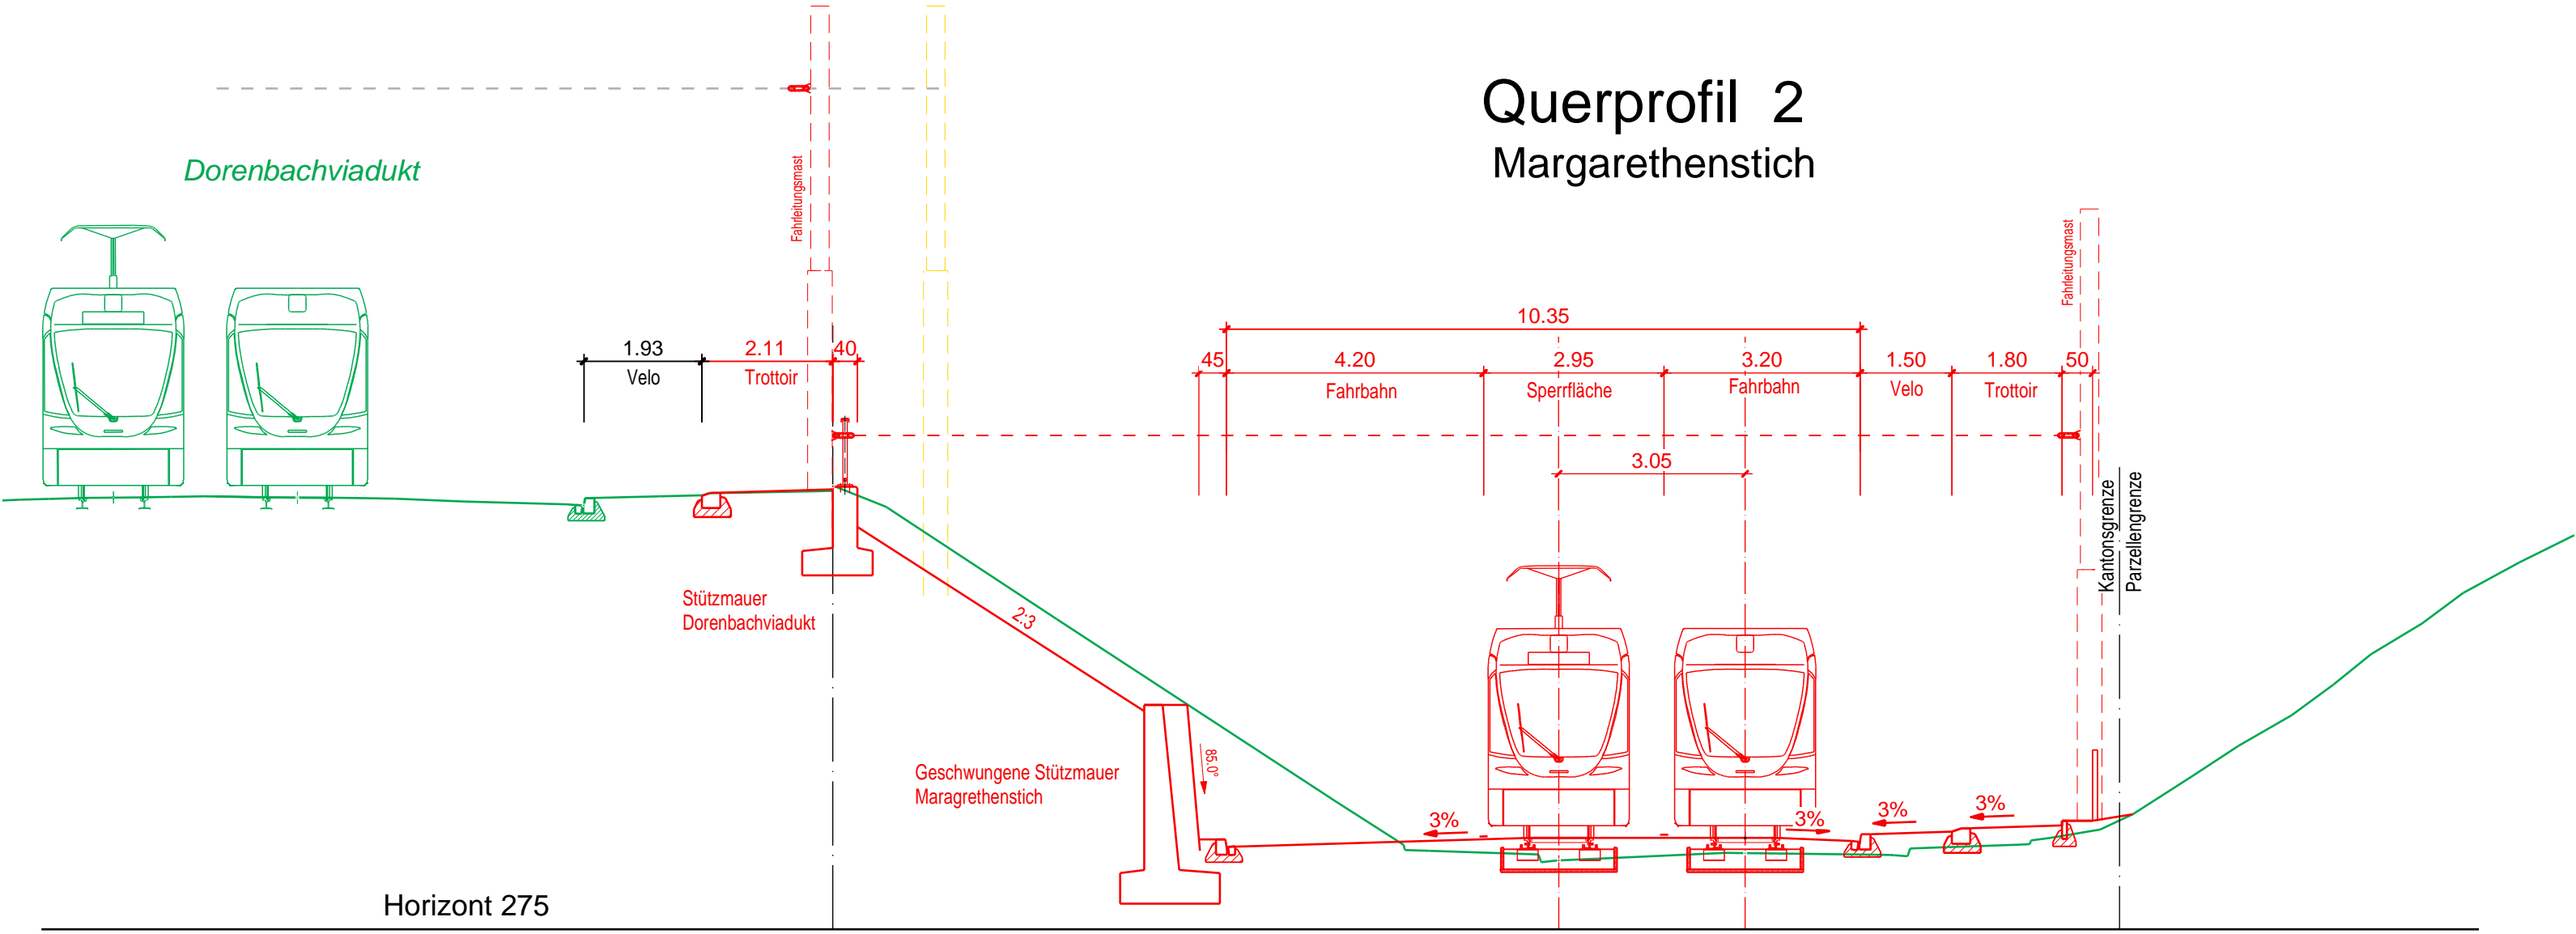 Querprofil 2
Margarethenstich
Dorenbachviadukt
Fahrleitungsmast
Fahrleitungsmast
10.35
1.93
2.11
40
Velo
Trottoir
45
4.20
2.95
3.20
1.50
1.80
50
Fahrbahn
Sperrfläche
Fahrbahn
Velo
Trottoir
3.05
Kantonsgrenze
Parzellengrenze
Stützmauer
Dorenbachviadukt
2:3
85.0°
Geschwungene Stützmauer
Maragrethenstich
3%
3%
3%
3%
Horizont 275